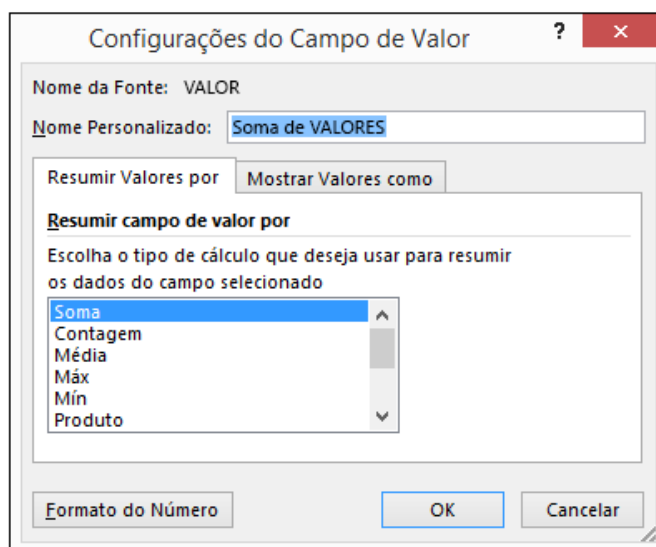 Configurações do Campo de Valor ? ×
Nome da Fonte: VALOR
Nome Personalizado: Soma de VALORES
Resumir Valores por Mostrar Valores como
Resumir campo de valor por
Escolha o tipo de cálculo que deseja usar para resumir
os dados do campo selecionado
Soma
Contagem
Média
Máx
Mín
Produto
Formato do Número OK Cancelar